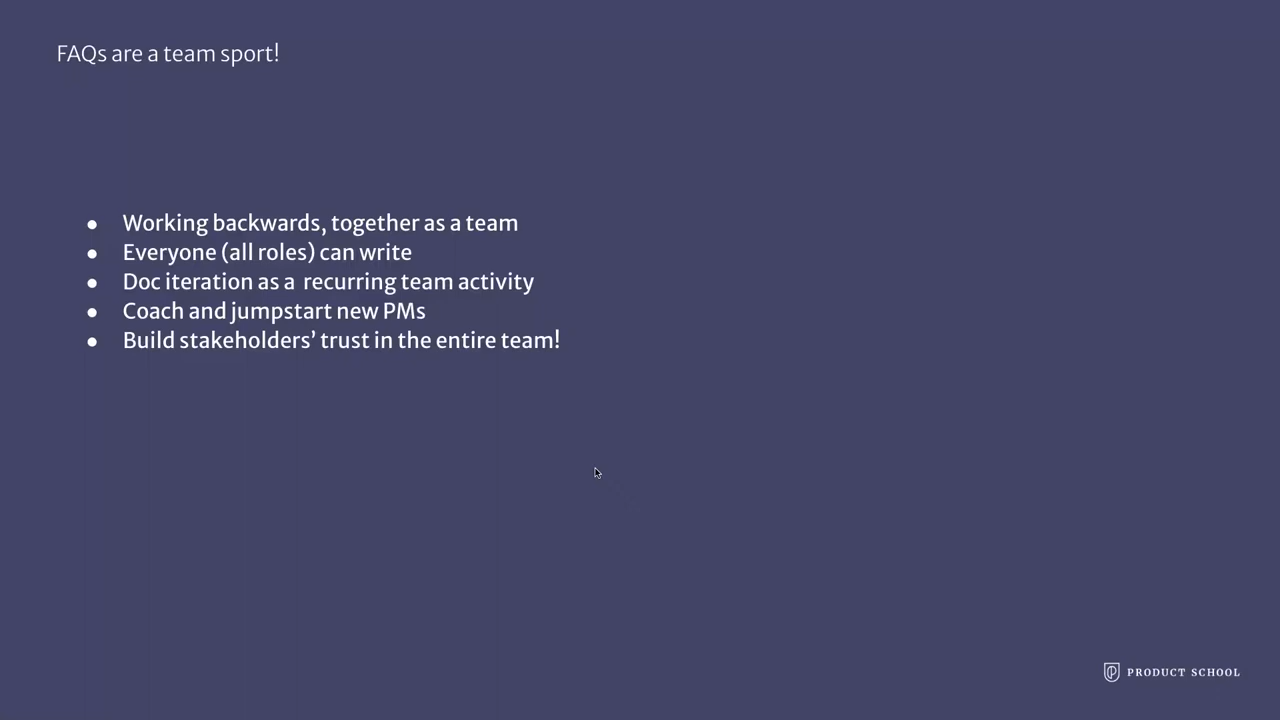 FAQs are a team sport!
● Working backwards, together as a team
● Everyone (all roles) can write
● Doc iteration as a  recurring team activity
● Coach and jumpstart new PMs
● Build stakeholders’ trust in the entire team!
PRODUCT SCHOOL